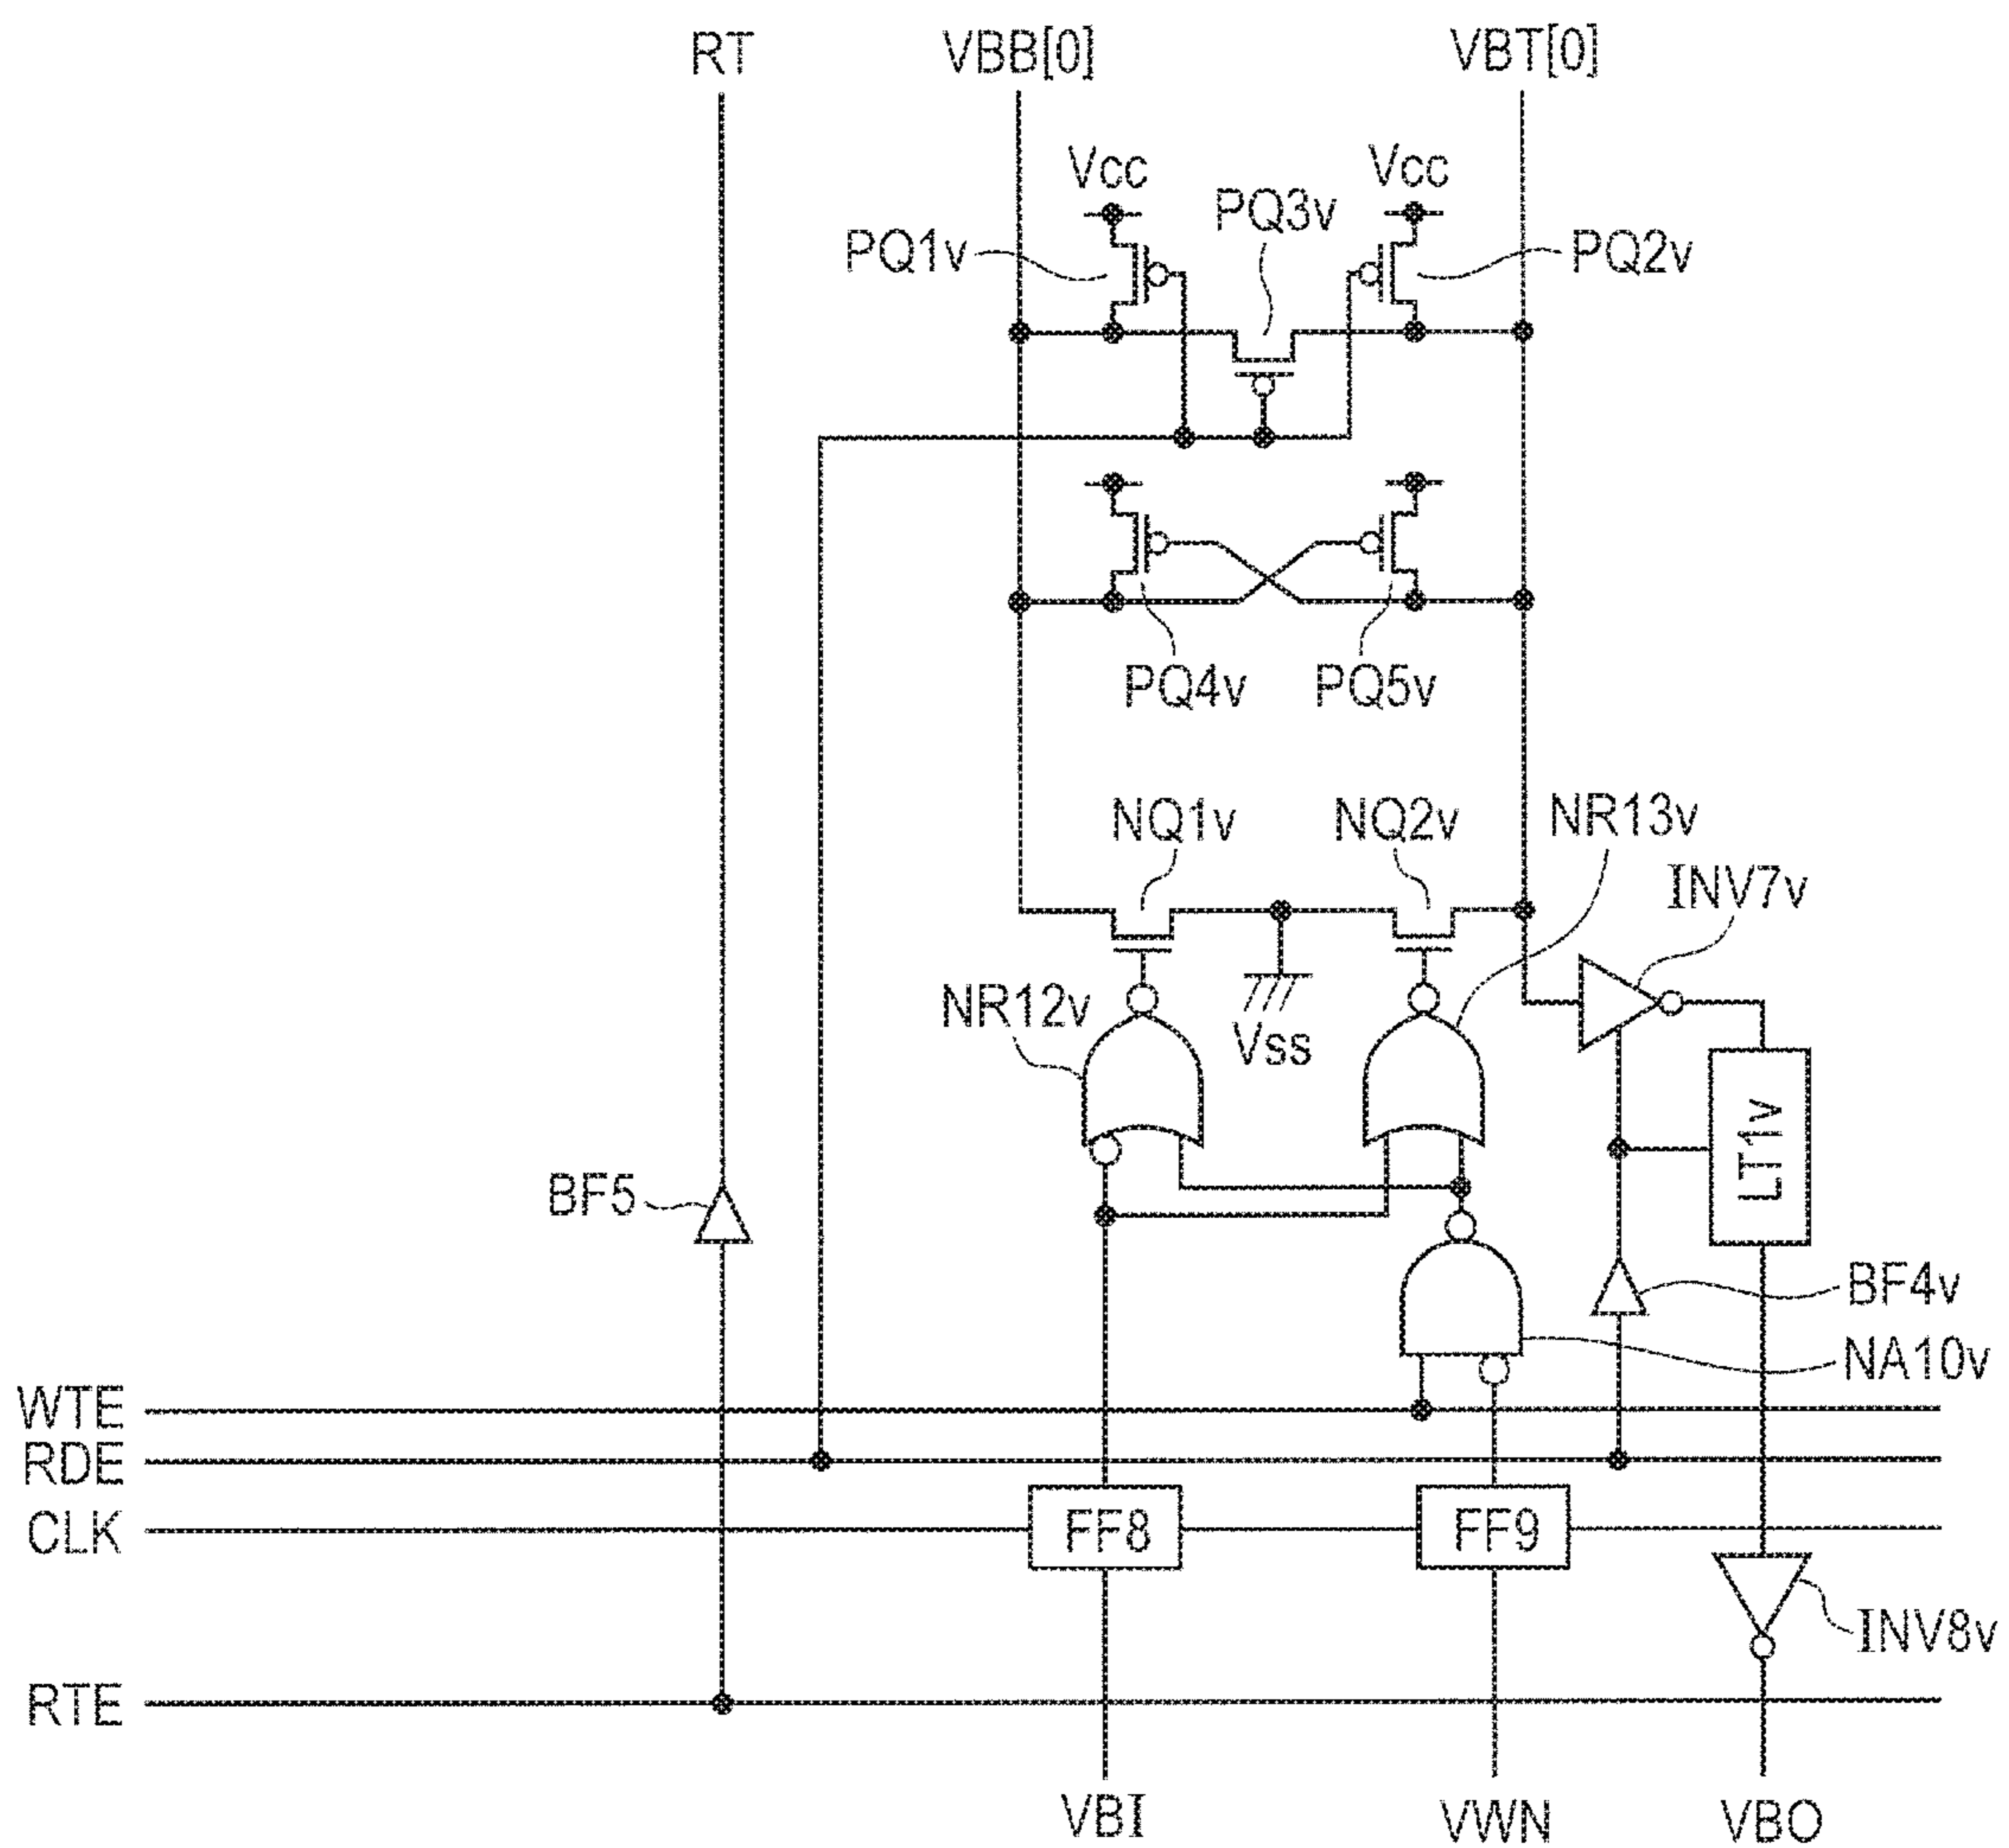 RT
VBB[0]
VBT[0]
Vcc
Vcc
PQ3v
PQ1v
PQ2v
PQ4v
PQ5v
NQ1v
NQ2v
NR13v
INV7v
NR12v
Vss
LT1v
BF5
BF4v
NA10v
WTE
RDE
CLK
FF8
FF9
INV8v
RTE
VBI
VWN
VBO